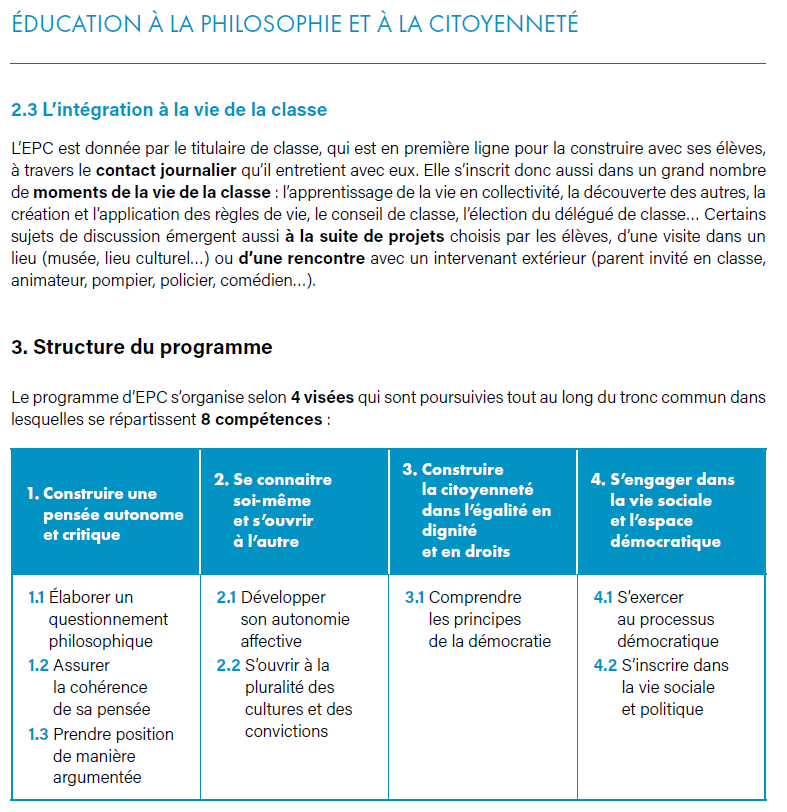 ÉDUCATION À LA PHILOSOPHIE ET À LA CITOYENNETÉ
2.3 L'intégration à la vie de la classe
L'EPC est donnée par le titulaire de classe, qui est en première ligne pour la construire avec ses élèves,
à travers le contact journalier qu'il entretient avec eux. Elle s'inscrit donc aussi dans un grand nombre
de moments de la vie de la classe : l'apprentissage de la vie en collectivité, la découverte des autres, la
création et l'application des règles de vie, le conseil de classe, l'élection du délégué de classe... Certains
sujets de discussion émergent aussi à la suite de projets choisis par les élèves, d'une visite dans un
lieu (musée, lieu culturel...) ou d'une rencontre avec un intervenant extérieur (parent invité en classe,
animateur, pompier, policier, comédien...).
3. Structure du programme
Le programme d'EPC s'organise selon 4 visées qui sont poursuivies tout au long du tronc commun dans
lesquelles se répartissent 8 compétences :
1. Construire une
pensée autonome
et critique
2. Se connaitre
soi-même
et s'ouvrir
à l'autre
3. Construire
la citoyenneté
dans l'égalité en
dignité
et en droits
4. S'engager dans
la vie sociale
et l'espace
démocratique
1.1 Élaborer un
questionnement
philosophique
1.2 Assurer
la cohérence
de sa pensée
1.3 Prendre position
de manière
argumentée
2.1 Développer
son autonomie
affective
2.2 S'ouvrir à la
pluralité des
cultures et des
convictions
3.1 Comprendre
les principes
de la démocratie
4.1 S'exercer
au processus
démocratique
4.2 S'inscrire dans
la vie sociale
et politique